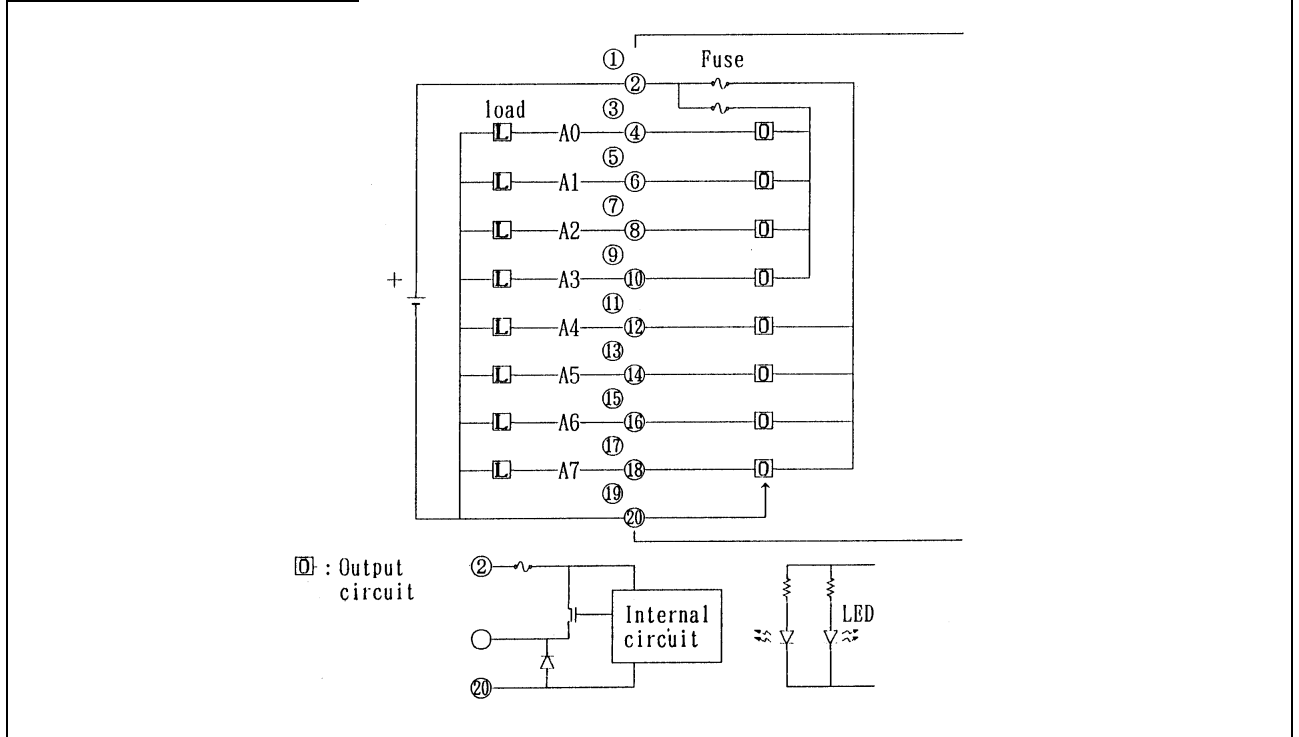 ① Fuse
②
load ③
L A0 ④ O
⑤
L A1 ⑥ O
⑦
L A2 ⑧ O
⑨
+ L A3 ⑩ O
⑪
L A4 ⑫ O
⑬
L A5 ⑭ O
⑮
L A6 ⑯ O
⑰
L A7 ⑱ O
⑲
⑳
O : Output
circuit
②
Internal
circuit
LED
⑳